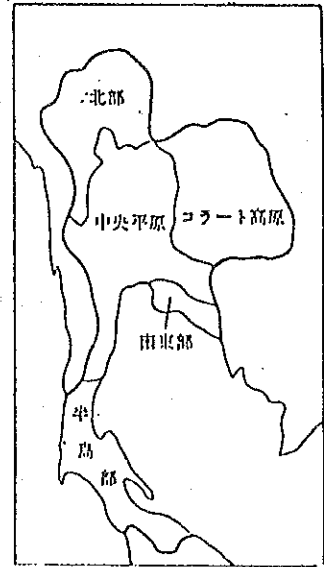 北部
中央平原
コラート高原
南東部
半島部